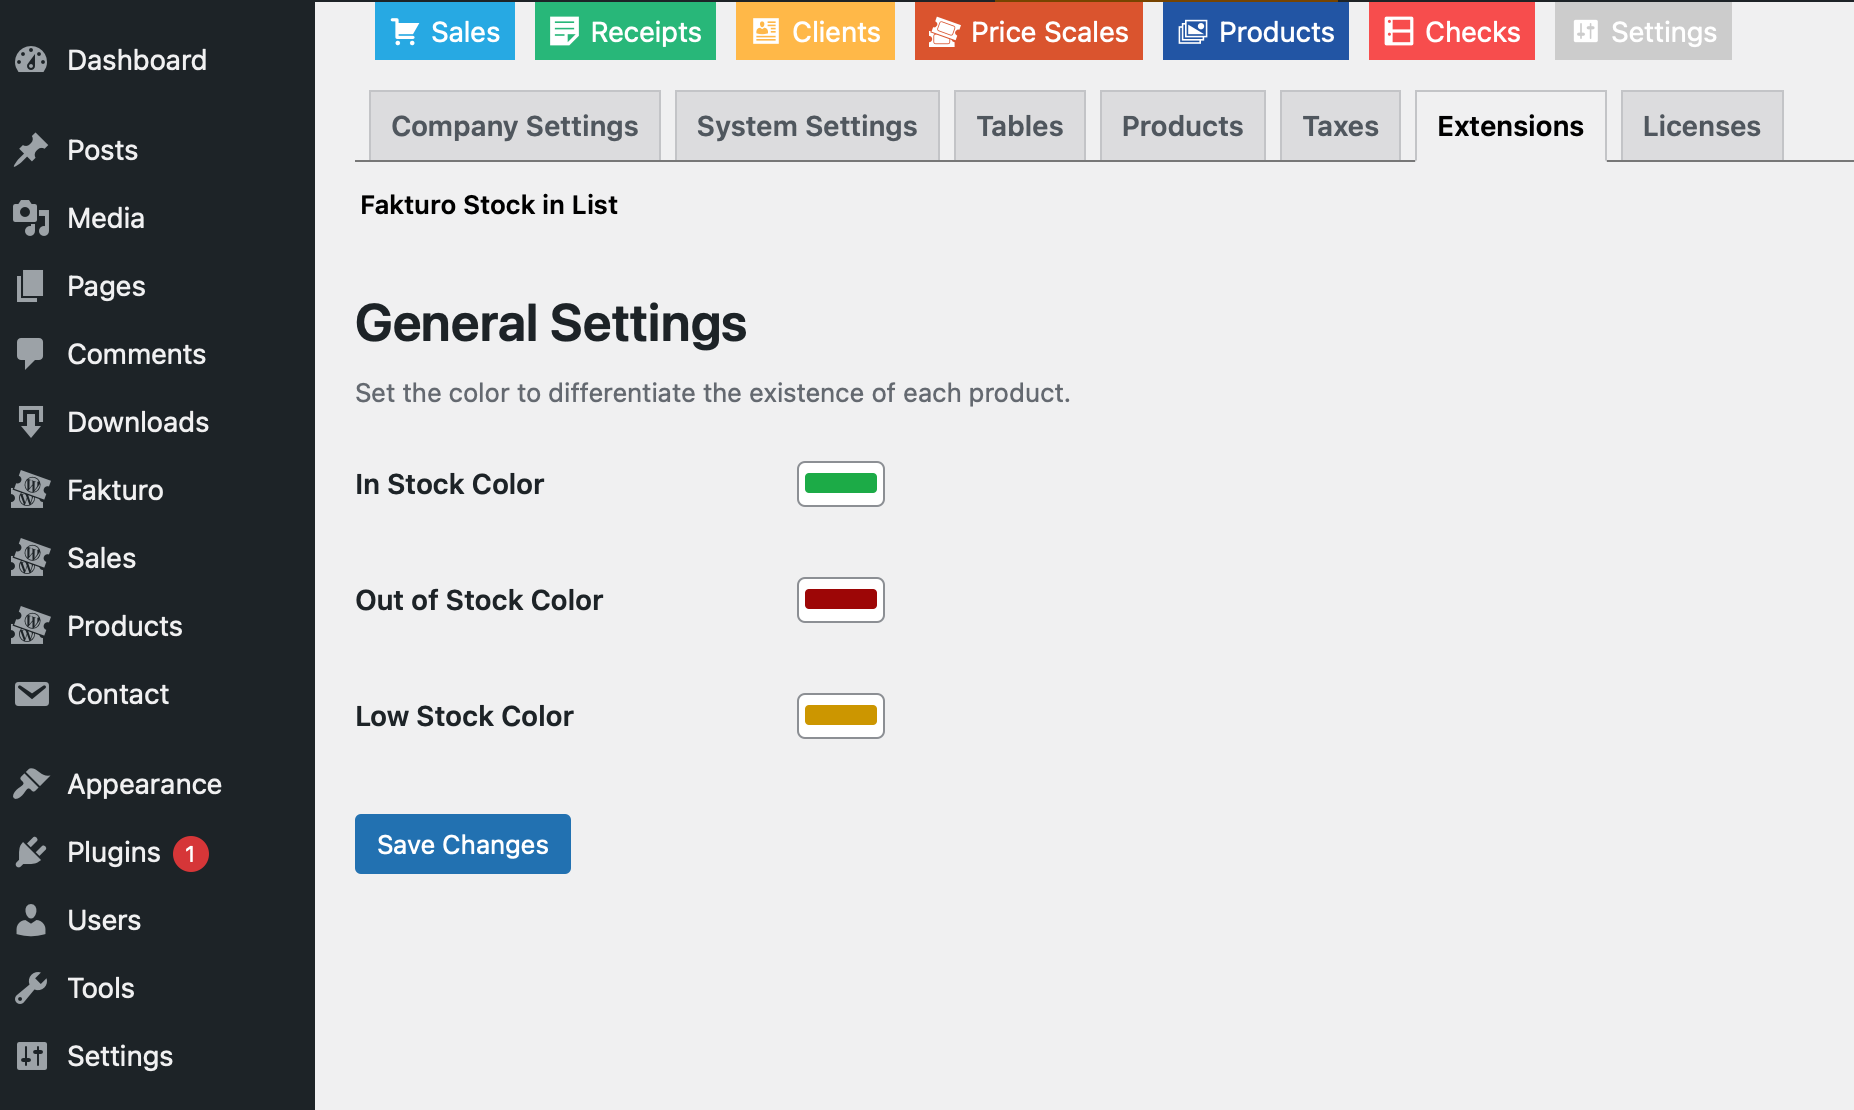 Dashboard
Posts
Media
Pages
Comments
Downloads
Fakturo
Sales
Products
Contact
Appearance
Plugins 1
Users
Tools
Settings
Sales Receipts Clients Price Scales Products Checks Settings
Company Settings System Settings Tables Products Taxes Extensions Licenses
Fakturo Stock in List
General Settings
Set the color to differentiate the existence of each product.
In Stock Color
Out of Stock Color
Low Stock Color
Save Changes